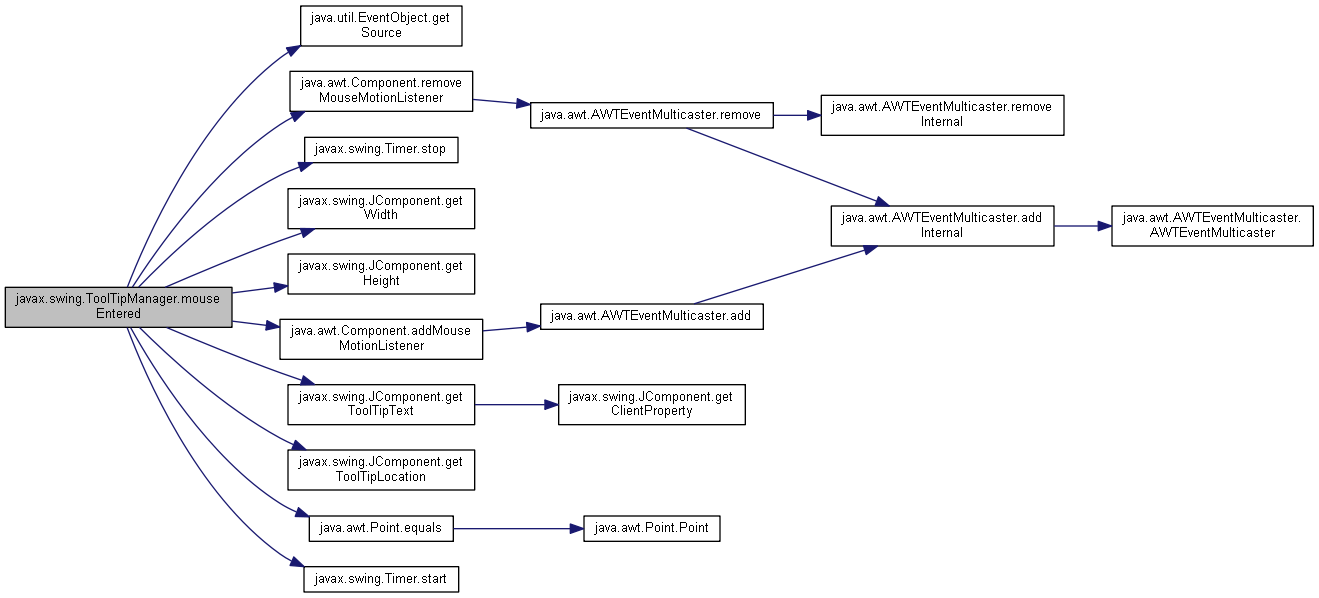 java.util.EventObject.get
Source
java.awt.Component.remove
MouseMotionListener
java.awt.AWTEventMulticaster.remove
java.awt.AWTEventMulticaster.remove
Internal
javax.swing.Timer.stop
javax.swing.JComponent.get
Width
java.awt.AWTEventMulticaster.add
Internal
java.awt.AWTEventMulticaster.
AWTEventMulticaster
javax.swing.JComponent.get
Height
javax.swing.ToolTipManager.mouse
Entered
java.awt.Component.addMouse
MotionListener
java.awt.AWTEventMulticaster.add
javax.swing.JComponent.get
ToolTipText
javax.swing.JComponent.get
ClientProperty
javax.swing.JComponent.get
ToolTipLocation
java.awt.Point.equals
java.awt.Point.Point
javax.swing.Timer.start